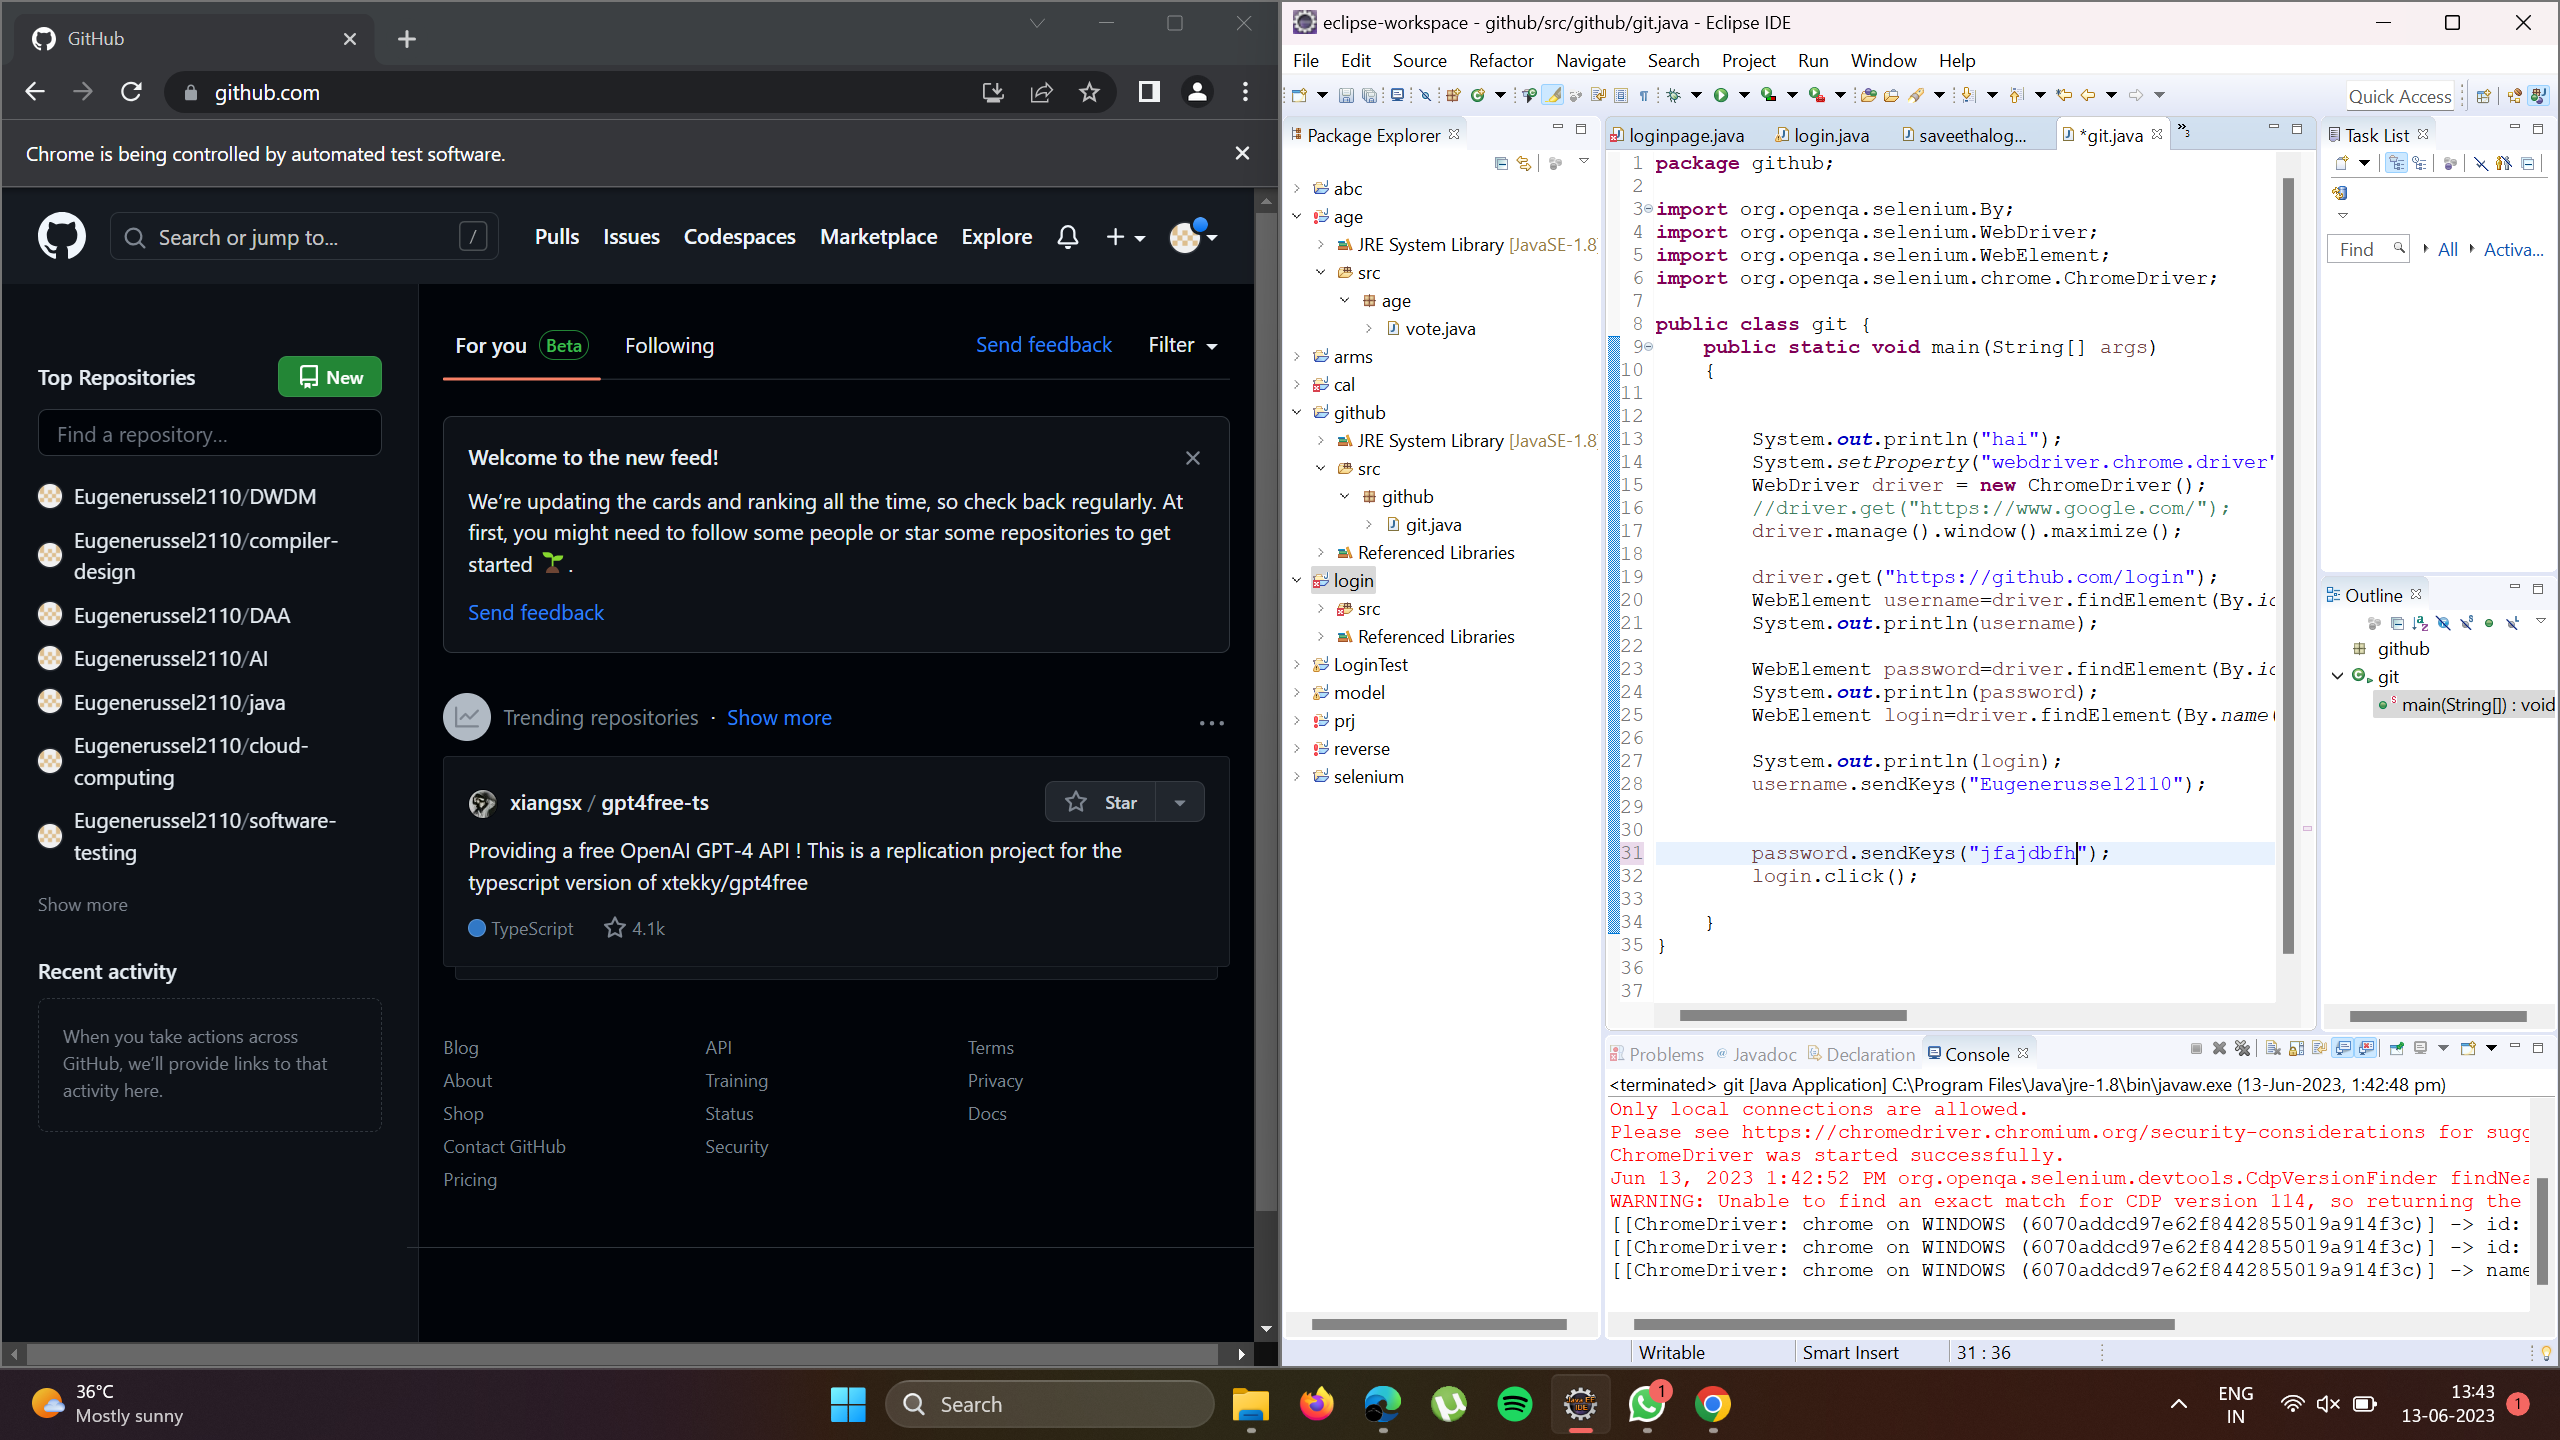 GitHub
github.com
Chrome is being controlled by automated test software.
Search or jump to...
/
Pulls
Issues
Codespaces
Marketplace
Explore
Top Repositories
New
Find a repository...
Eugenerussel2110/DWDM
Eugenerussel2110/compiler-
design
Eugenerussel2110/DAA
Eugenerussel2110/AI
Eugenerussel2110/java
Eugenerussel2110/cloud-
computing
Eugenerussel2110/software-
testing
Show more
Recent activity
When you take actions across
GitHub, we'll provide links to that
activity here.
For you
Beta
Following
Send feedback
Filter
Welcome to the new feed!
We're updating the cards and ranking all the time, so check back regularly. At
first, you might need to follow some people or star some repositories to get
started 🌱 .
Send feedback
Trending repositories · Show more
xiangsx / gpt4free-ts
Star
Providing a free OpenAI GPT-4 API ! This is a replication project for the
typescript version of xtekky/gpt4free
TypeScript
4.1k
Blog
About
Shop
Contact GitHub
Pricing
API
Training
Status
Security
Terms
Privacy
Docs
eclipse-workspace - github/src/github/git.java - Eclipse IDE
File Edit Source Refactor Navigate Search Project Run Window Help
Quick Access
Package Explorer
abc
age
JRE System Library [JavaSE-1.8
src
age
vote.java
arms
cal
github
JRE System Library [JavaSE-1.8
src
github
git.java
Referenced Libraries
login
src
Referenced Libraries
LoginTest
model
prj
reverse
selenium
loginpage.java
login.java
saveethalog...
*git.java
»3
1 package github;
2
3 import org.openqa.selenium.By;
4 import org.openqa.selenium.WebDriver;
5 import org.openqa.selenium.WebElement;
6 import org.openqa.selenium.chrome.ChromeDriver;
7
8 public class git {
9 public static void main(String[] args)
10 {
11
12
13 System.out.println("hai");
14 System.setProperty("webdriver.chrome.driver"
15 WebDriver driver = new ChromeDriver();
16 //driver.get("https://www.google.com/");
17 driver.manage().window().maximize();
18
19 driver.get("https://github.com/login");
20 WebElement username=driver.findElement(By.id
21 System.out.println(username);
22
23 WebElement password=driver.findElement(By.id
24 System.out.println(password);
25 WebElement login=driver.findElement(By.name(
26
27 System.out.println(login);
28 username.sendKeys("Eugenerussel2110");
29
30
31 password.sendKeys("jfajdbfh");
32 login.click();
33
34 }
35 }
36
37
Task List
Find
All
Activa...
Outline
github
git
main(String[]) : void
Problems
@ Javadoc
Declaration
Console
<terminated> git [Java Application] C:\Program Files\Java\jre-1.8\bin\javaw.exe (13-Jun-2023, 1:42:48 pm)
Only local connections are allowed.
Please see https://chromedriver.chromium.org/security-considerations for sugg
ChromeDriver was started successfully.
Jun 13, 2023 1:42:52 PM org.openqa.selenium.devtools.CdpVersionFinder findNea
WARNING: Unable to find an exact match for CDP version 114, so returning the
[[ChromeDriver: chrome on WINDOWS (6070addcd97e62f8442855019a914f3c)] -> id:
[[ChromeDriver: chrome on WINDOWS (6070addcd97e62f8442855019a914f3c)] -> id:
[[ChromeDriver: chrome on WINDOWS (6070addcd97e62f8442855019a914f3c)] -> name
Writable
Smart Insert
31 : 36
36°C
Mostly sunny
Search
1
ENG
IN
13:43
13-06-2023
1